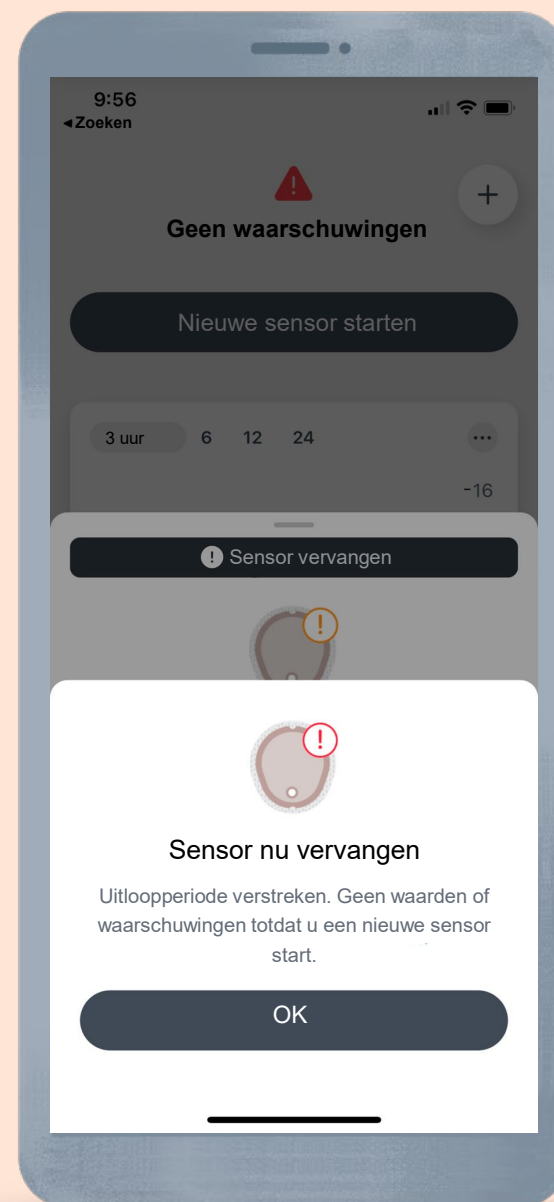 9:56
◄Zoeken
Geen waarschuwingen
+
Nieuwe sensor starten
3 uur 6 12 24 ...
-16
! Sensor vervangen
!
!
Sensor nu vervangen
Uitloopperiode verstreken. Geen waarden of
waarschuwingen totdat u een nieuwe sensor
start.
OK